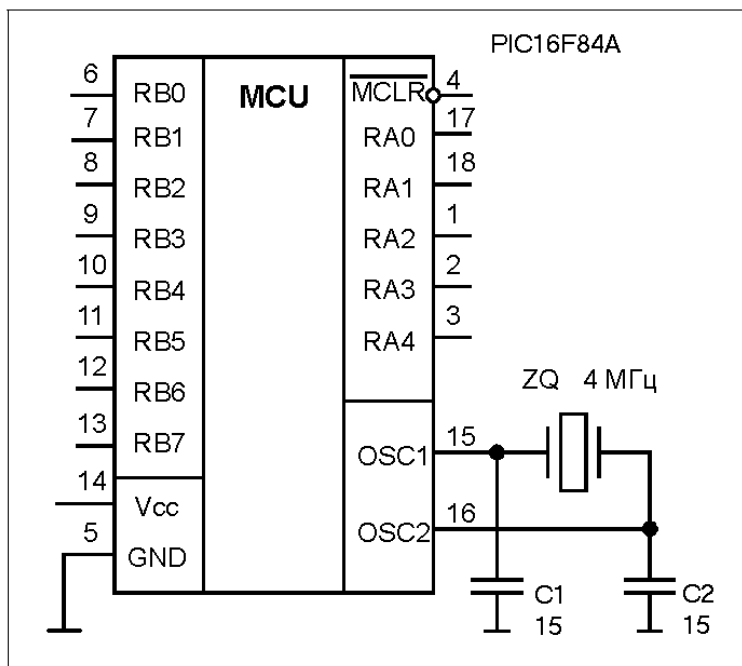 PIC16F84A
MCU
6 RB0
7 RB1
8 RB2
9 RB3
10 RB4
11 RB5
12 RB6
13 RB7
14 Vcc
5 GND
MCLR 4
RA0 17
RA1 18
RA2 1
RA3 2
RA4 3
ZQ 4 МГц
OSC1 15
OSC2 16
C1
15
C2
15